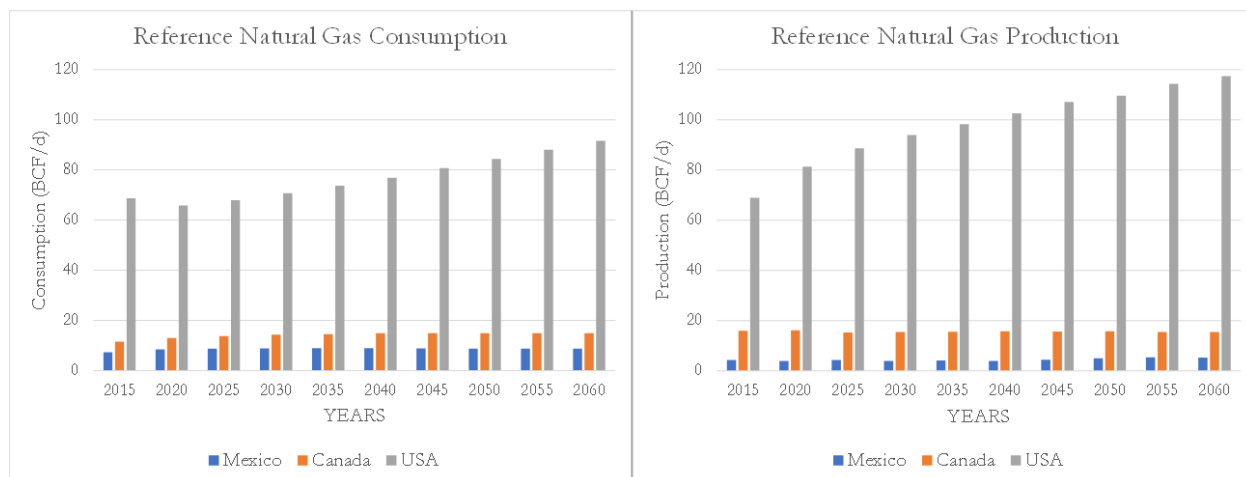 Reference Natural Gas Consumption
120
100
80
60
40
20
0
Consumption (BCF/d)
2015 2020 2025 2030 2035 2040 2045 2050 2055 2060
YEARS
Mexico Canada USA
Reference Natural Gas Production
120
100
80
60
40
20
0
Production (BCF/d)
2015 2020 2025 2030 2035 2040 2045 2050 2055 2060
YEARS
Mexico Canada USA